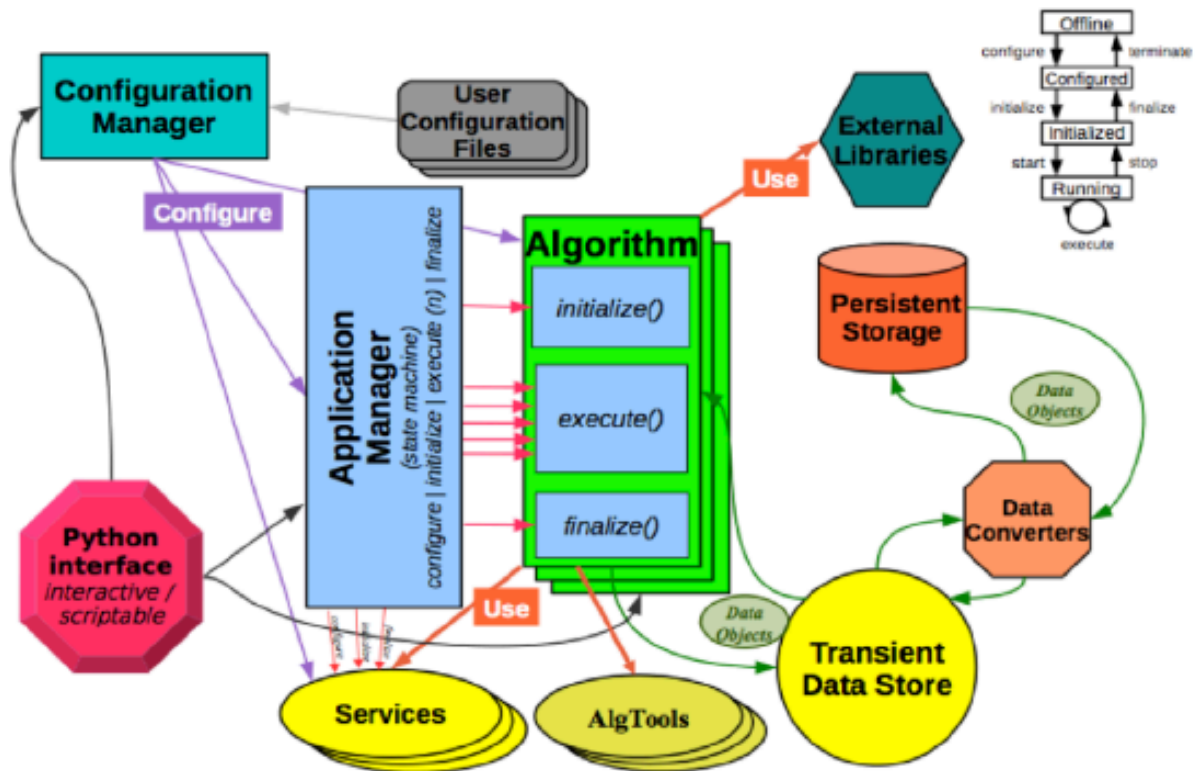 Offline
configure
terminate
Configured
initialize
finalize
Initialized
start
stop
Running
execute
Configuration
Manager
User
Configuration
Files
External
Libraries
Use
Configure
Algorithm
initialize()
execute()
finalize()
Application
Manager
(state machine)
configure | initialize | execute (n) | finalize
Persistent
Storage
Data
Objects
Data
Converters
Python
interface
interactive /
scriptable
Use
configure
Data
Objects
Transient
Data Store
Services
AlgTools